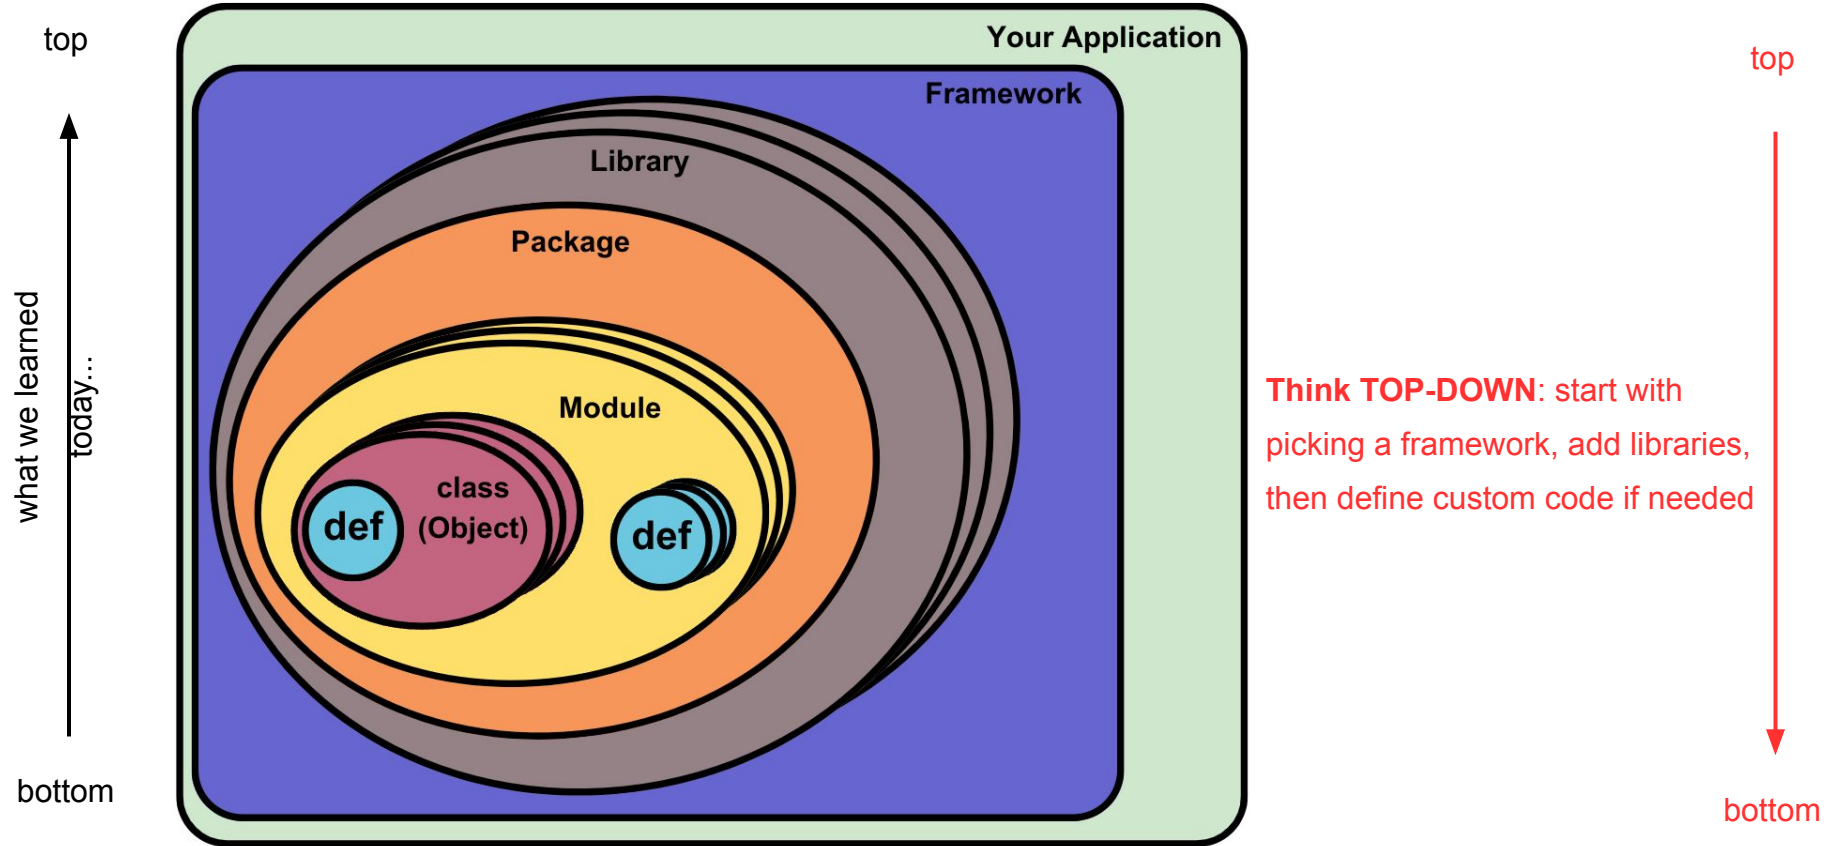 top
Your Application
top
Framework
Library
Package
what we learned
today...
Module
Think TOP-DOWN: start with
picking a framework, add libraries,
then define custom code if needed
class
(Object)
def
def
bottom
bottom